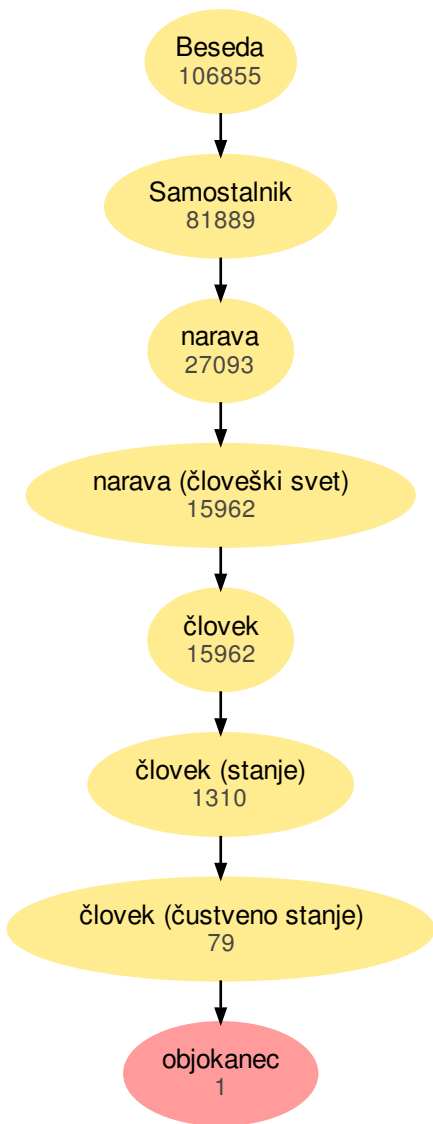 Beseda
106855
Samostalnik
81889
narava
27093
narava (človeški svet)
15962
človek
15962
človek (stanje)
1310
človek (čustveno stanje)
79
objokanec
1